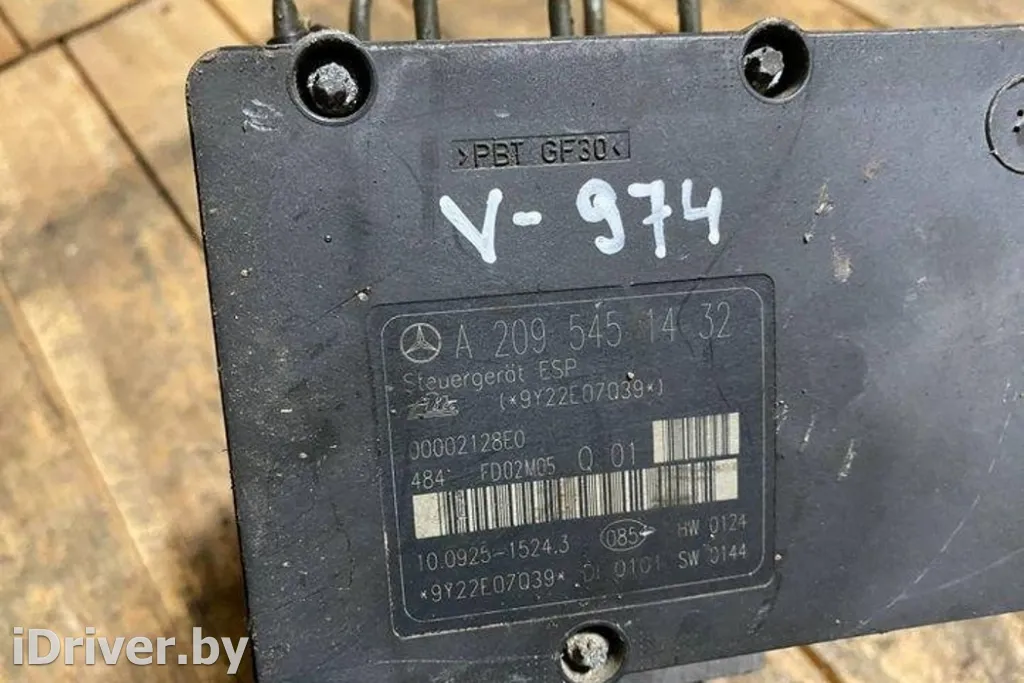 >PBT GF30<
V-974
A 209 545 14 32
Steuergerät ESP
(*9Y22E07Q39*)
00002128E0
484 FD02M05 Q 01
10.0925-1524.3 085 HW 0124
*9Y22E07Q39* DI 0101 SW 0144
iDriver.by